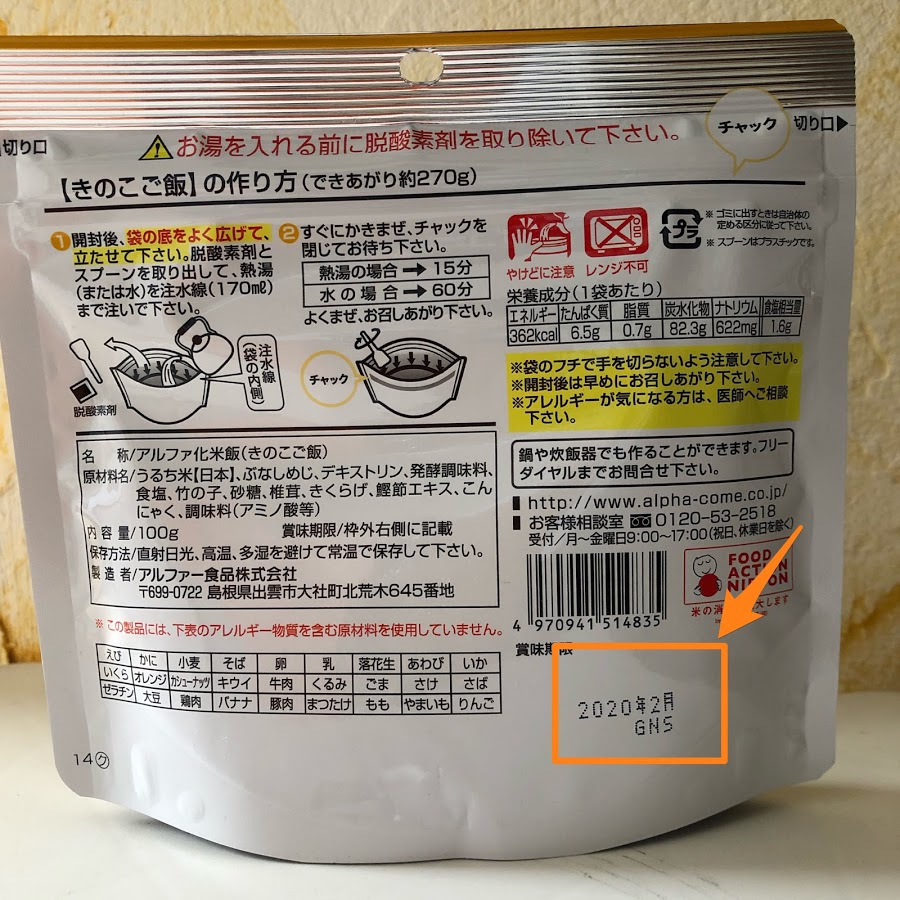 切り口
チャック
切り口▶
⚠お湯を入れる前に脱酸素剤を取り除いて下さい。
【きのこご飯】の作り方(できあがり約270g)
1 開封後、袋の底をよく広げて、
立たせて下さい。脱酸素剤と
スプーンを取り出して、熱湯
(または水)を注水線(170mℓ)
まで注いで下さい。
注水線
(袋の内側)
脱酸素剤
2 すぐにかきまぜ、チャックを
閉じてお待ち下さい。
熱湯の場合→15分
水の場合→60分
よくまぜ、お召しあがり下さい。
チャック
やけどに注意 レンジ不可
プラ
※ゴミに出すときは自治体の
定める区分に従って下さい。
※スプーンはプラスチックです。
栄養成分(1袋あたり)
エネルギー たんぱく質 脂質 炭水化物 ナトリウム 食塩相当量
362kcal 6.5g 0.7g 82.3g 622mg 1.6g
※袋のフチで手を切らないよう注意して下さい。
※開封後は早めにお召しあがり下さい。
※アレルギーが気になる方は、医師へご相談
下さい。
鍋や炊飯器でも作ることができます。フリー
ダイヤルまでお問合せ下さい。
http://www.alpha-come.co.jp/
お客様相談室 0120-53-2518
受付/月〜金曜日9:00〜17:00(祝日、休業日を除く)
名 称/アルファ化米飯(きのこご飯)
原材料名/うるち米【日本】、ぶなしめじ、デキストリン、発酵調味料、
食塩、竹の子、砂糖、椎茸、きくらげ、鰹節エキス、こん
にゃく、調味料(アミノ酸等)
内容量/100g 賞味期限/枠外右側に記載
保存方法/直射日光、高温、多湿を避けて常温で保存して下さい。
製造者/アルファー食品株式会社
〒699-0722 島根県出雲市大社町北荒木645番地
※この製品には、下表のアレルギー物質を含む原材料を使用していません。
えび かに 小麦 そば 卵 乳 落花生 あわび いか
いくら オレンジ カシューナッツ キウイ 牛肉 くるみ ごま さけ さば
ゼラチン 大豆 鶏肉 バナナ 豚肉 まつたけ もも やまいも りんご
14ク
4 970941 514835
FOOD
ACTION
NIPPON
米の消
大します
賞味期限
2020年2月
GNS